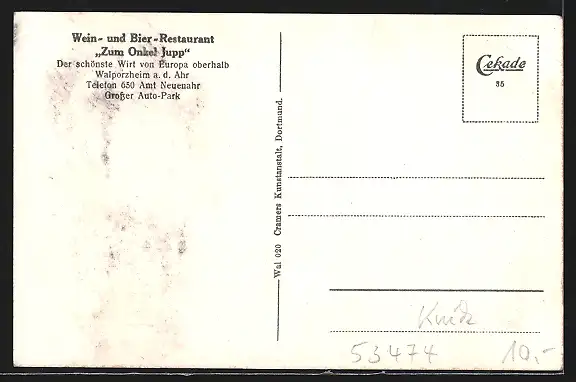 Wein- und Bier-Restaurant
„Zum Onkel Jupp"
Der schönste Wirt von Europa oberhalb
Walporzheim a. d. Ahr
Telefon 650 Amt Neuenahr
Großer Auto-Park
Wal 020 Cramers Kunstanstalt, Dortmund.
Cekade
35
53474
10,-